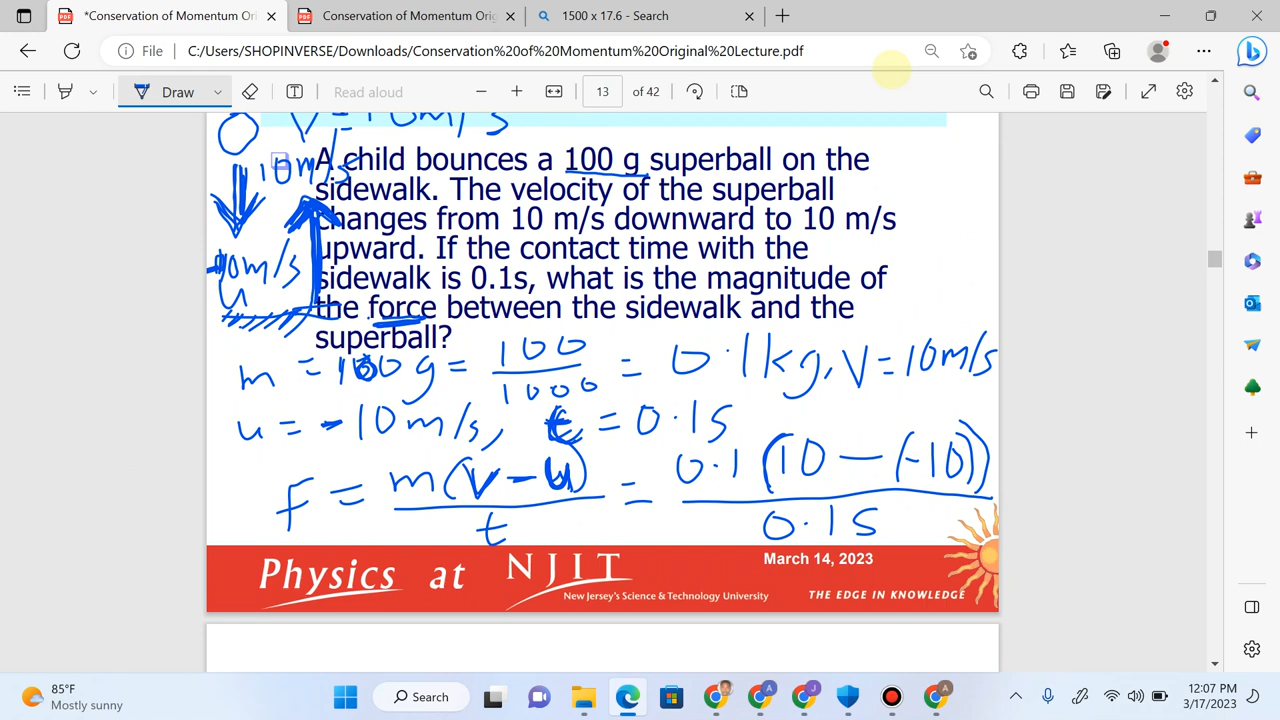 *Conservation of Momentum Ori
Conservation of Momentum Orig
1500 x 17.6 - Search
File
C:/Users/SHOPINVERSE/Downloads/Conservation%20of%20Momentum%20Original%20Lecture.pdf
Draw
Read aloud
13 of 42
V = 10m/s
10m/s
-10m/s
u
A child bounces a 100 g superball on the
sidewalk. The velocity of the superball
changes from 10 m/s downward to 10 m/s
upward. If the contact time with the
sidewalk is 0.1s, what is the magnitude of
the force between the sidewalk and the
superball?
m = 100g = 100/1000 = 0.1kg, V = 10m/s
u = -10m/s, t = 0.1s
F = m(v-u)/t = 0.1(10-(-10))/0.1s
Physics at NJIT
New Jersey's Science & Technology University
March 14, 2023
THE EDGE IN KNOWLEDGE
85°F
Mostly sunny
Search
12:07 PM
3/17/2023